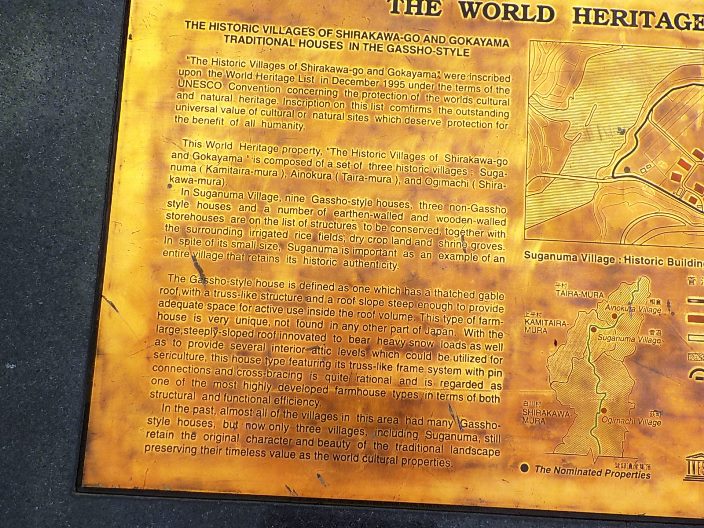 THE WORLD HERITAGE
THE HISTORIC VILLAGES OF SHIRAKAWA-GO AND GOKAYAMA
TRADITIONAL HOUSES IN THE GASSHO-STYLE
"The Historic Villages of Shirakawa-go and Gokayama" were inscribed
upon the World Heritage List in December 1995 under the terms of the
UNESCO Convention concerning the protection of the worlds cultural
and natural heritage. Inscription on this list comfirms the outstanding
universal value of cultural or natural sites which deserve protection for
the benefit of all humanity.
This World Heritage property, "The Historic Villages of Shirakawa-go
and Gokayama" is composed of a set of three historic villages : Suga-
numa ( Kamitaira-mura ), Ainokura ( Taira-mura ), and Ogimachi ( Shira-
kawa-mura).
In Suganuma Village, nine Gassho-style houses, three non-Gassho
style houses and a number of earthen-walled and wooden-walled
storehouses are on the list of structures to be conserved, together with
the surrounding irrigated rice fields, dry crop land and shrine groves.
In spite of its small size, Suganuma is important as an example of an
entire village that retains its historic authenticity.
The Gassho-style house is defined as one which has a thatched gable
roof, with a truss-like structure and a roof slope steep enough to provide
adequate space for active use inside the roof volume. This type of farm-
house is very unique, not found in any other part of Japan. With the
large, steeply-sloped roof innovated to bear heavy snow loads as well
as to provide several interior attic levels which could be utilized for
sericulture, this house type featuring its truss-like frame system with pin
connections and cross-bracing is quite rational and is regarded as
one of the most highly developed farmhouse types in terms of both
structural and functional efficiency.
In the past, almost all of the villages in this area had many Gassho-
style houses, but now only three villages, including Suganuma, still
retain the original character and beauty of the traditional landscape
preserving their timeless value as the world cultural properties.
Suganuma Village : Historic Buildin
平村
TAIRA-MURA
相倉
Ainokura Village
上平村
KAMITAIRA-
MURA
菅沼
Suganuma Village
白川村
SHIRAKAWA-
MURA
荻町
Ogimachi Village
The Nominated Properties